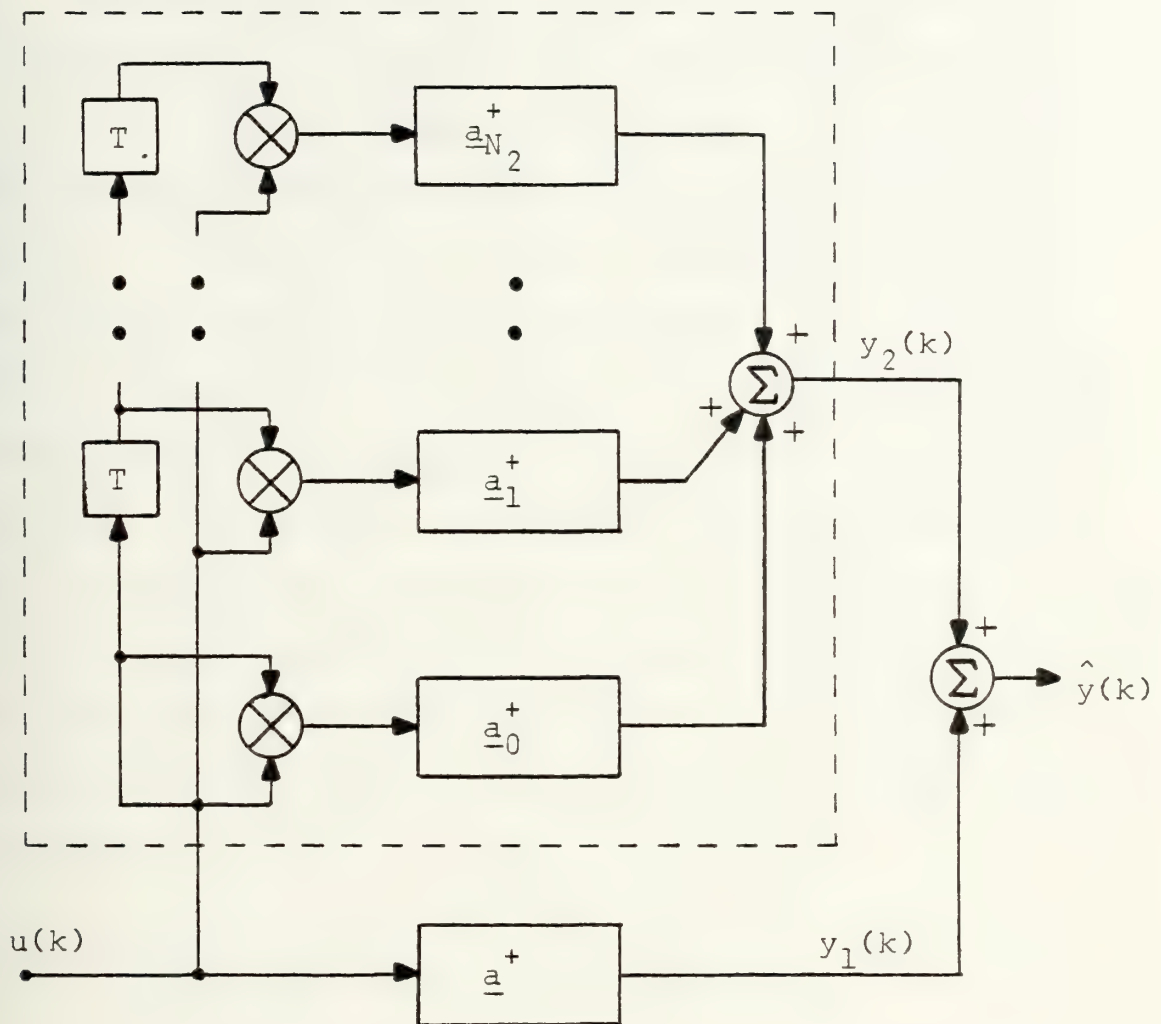 T
a⁺N₂
+
y₂(k)
Σ
+
+
T
a⁺₁
+
Σ
ŷ(k)
a⁺₀
+
u(k)
a⁺
y₁(k)